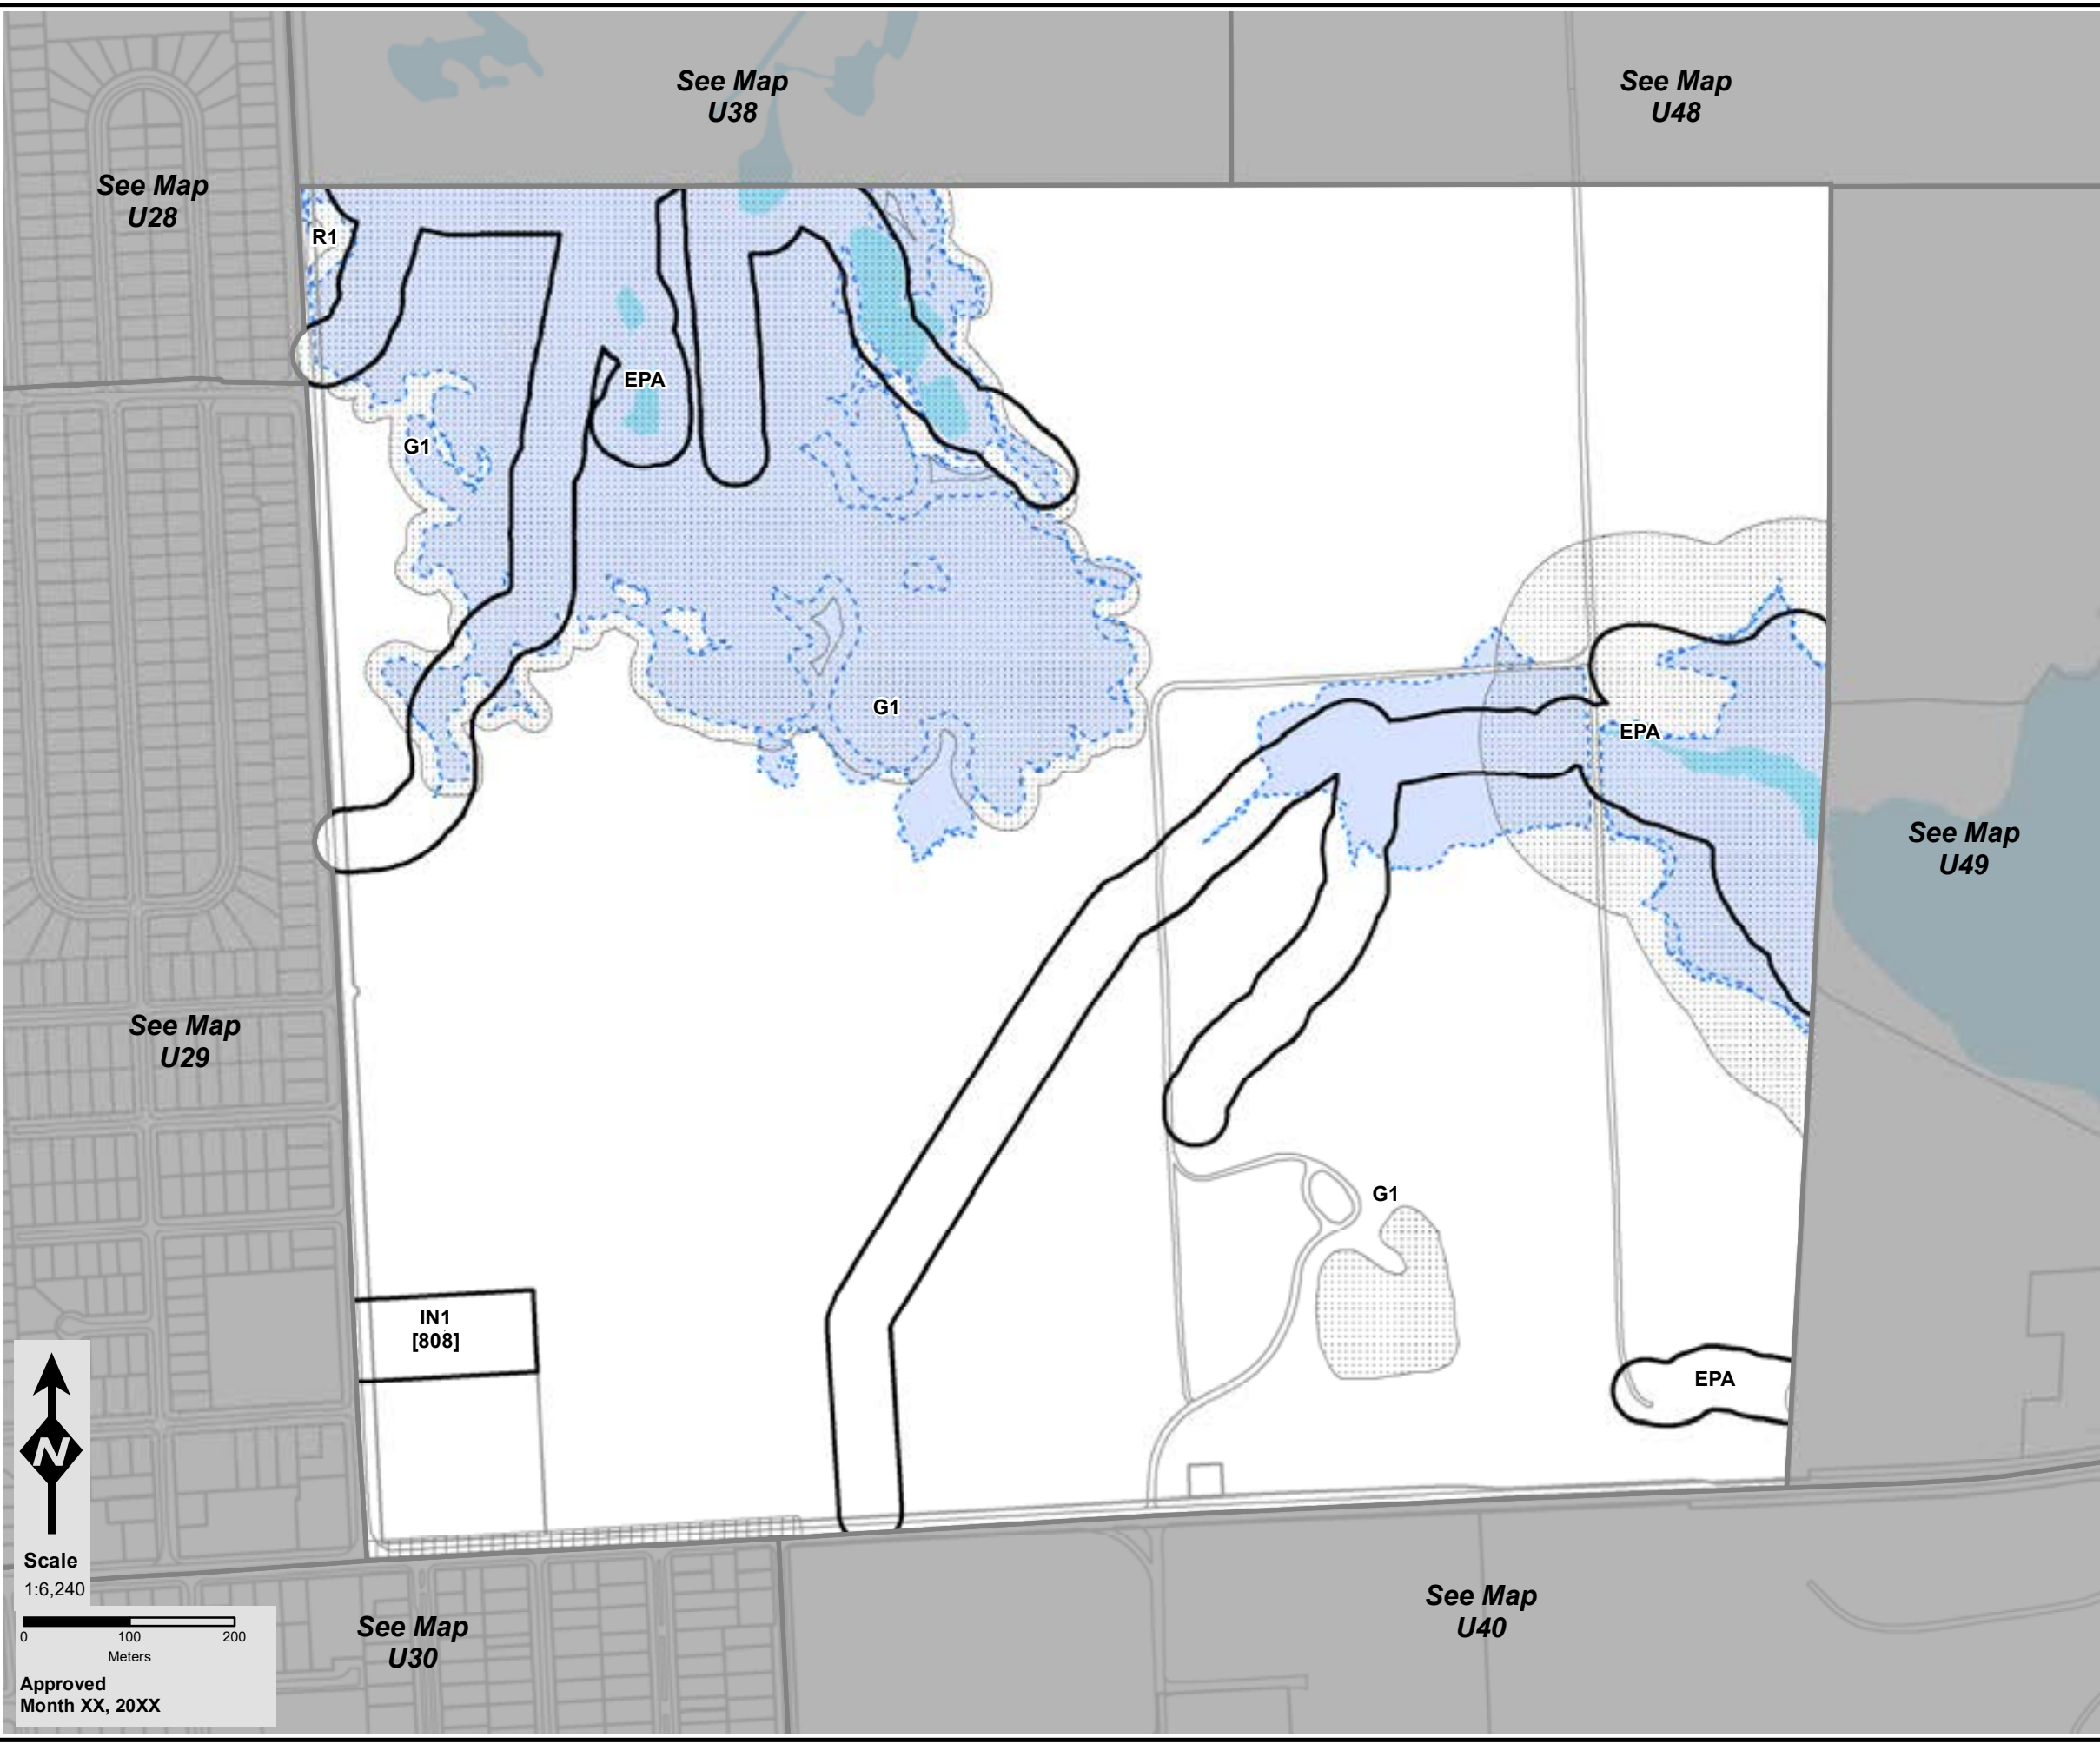 See Map
U38
See Map
U48
See Map
U28
R1
EPA
G1
G1
EPA
See Map
U49
See Map
U29
G1
IN1
[808]
EPA
N
Scale
1:6,240
0 100 200
Meters
Approved
Month XX, 20XX
See Map
U30
See Map
U40